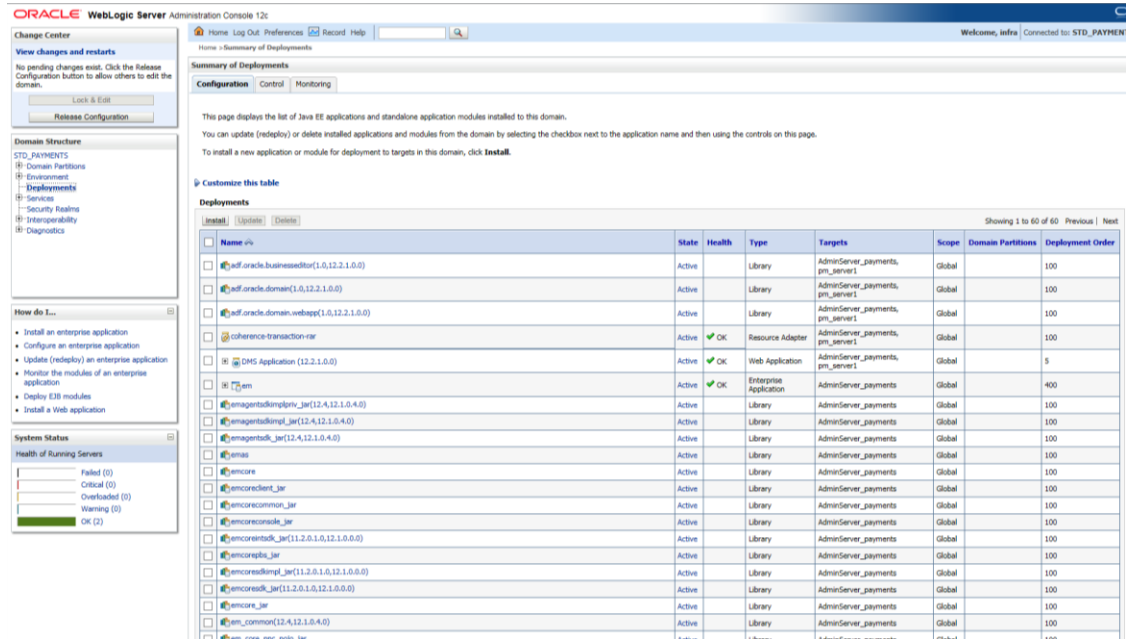 ORACLE WebLogic Server Administration Console 12c
Change Center
View changes and restarts
No pending changes exist. Click the Release
Configuration button to allow others to edit the
domain.
Lock & Edit
Release Configuration
Domain Structure
STD_PAYMENTS
Domain Partitions
Environment
Deployments
Services
Security Realms
Interoperability
Diagnostics
How do I...
Install an enterprise application
Configure an enterprise application
Update (redeploy) an enterprise application
Monitor the modules of an enterprise
application
Deploy EJB modules
Install a Web application
System Status
Health of Running Servers
Failed (0)
Critical (0)
Overloaded (0)
Warning (0)
OK (2)
Home Log Out Preferences Record Help
Welcome, infra Connected to: STD_PAYMENT
Home >Summary of Deployments
Summary of Deployments
Configuration Control Monitoring
This page displays the list of Java EE applications and standalone application modules installed to this domain.
You can update (redeploy) or delete installed applications and modules from the domain by selecting the checkbox next to the application name and then using the controls on this page.
To install a new application or module for deployment to targets in this domain, click Install.
Customize this table
Deployments
Install Update Delete Showing 1 to 60 of 60 Previous | Next
Name State Health Type Targets Scope Domain Partitions Deployment Order
adf.oracle.businesseditor(1.0,12.2.1.0.0) Active Library AdminServer_payments, pm_server1 Global 100
adf.oracle.domain(1.0,12.2.1.0.0) Active Library AdminServer_payments, pm_server1 Global 100
adf.oracle.domain.webapp(1.0,12.2.1.0.0) Active Library AdminServer_payments, pm_server1 Global 100
coherence-transaction-rar Active OK Resource Adapter AdminServer_payments, pm_server1 Global 100
DMS Application (12.2.1.0.0) Active OK Web Application AdminServer_payments, pm_server1 Global 5
em Active OK Enterprise Application AdminServer_payments Global 400
emagentsdkimplpriv_jar(12.4,12.1.0.4.0) Active Library AdminServer_payments Global 100
emagentsdkimpl_jar(12.4,12.1.0.4.0) Active Library AdminServer_payments Global 100
emagentsdk_jar(12.4,12.1.0.4.0) Active Library AdminServer_payments Global 100
emas Active Library AdminServer_payments Global 100
emcore Active Library AdminServer_payments Global 100
emcoreclient_jar Active Library AdminServer_payments Global 100
emcorecommon_jar Active Library AdminServer_payments Global 100
emcoreconsole_jar Active Library AdminServer_payments Global 100
emcoreintsdk_jar(11.2.0.1.0,12.1.0.0.0) Active Library AdminServer_payments Global 100
emcorepbs_jar Active Library AdminServer_payments Global 100
emcoresdkimpl_jar(11.2.0.1.0,12.1.0.0.0) Active Library AdminServer_payments Global 100
emcoresdk_jar(11.2.0.1.0,12.1.0.0.0) Active Library AdminServer_payments Global 100
emcore_jar Active Library AdminServer_payments Global 100
em_common(12.4,12.1.0.4.0) Active Library AdminServer_payments Global 100